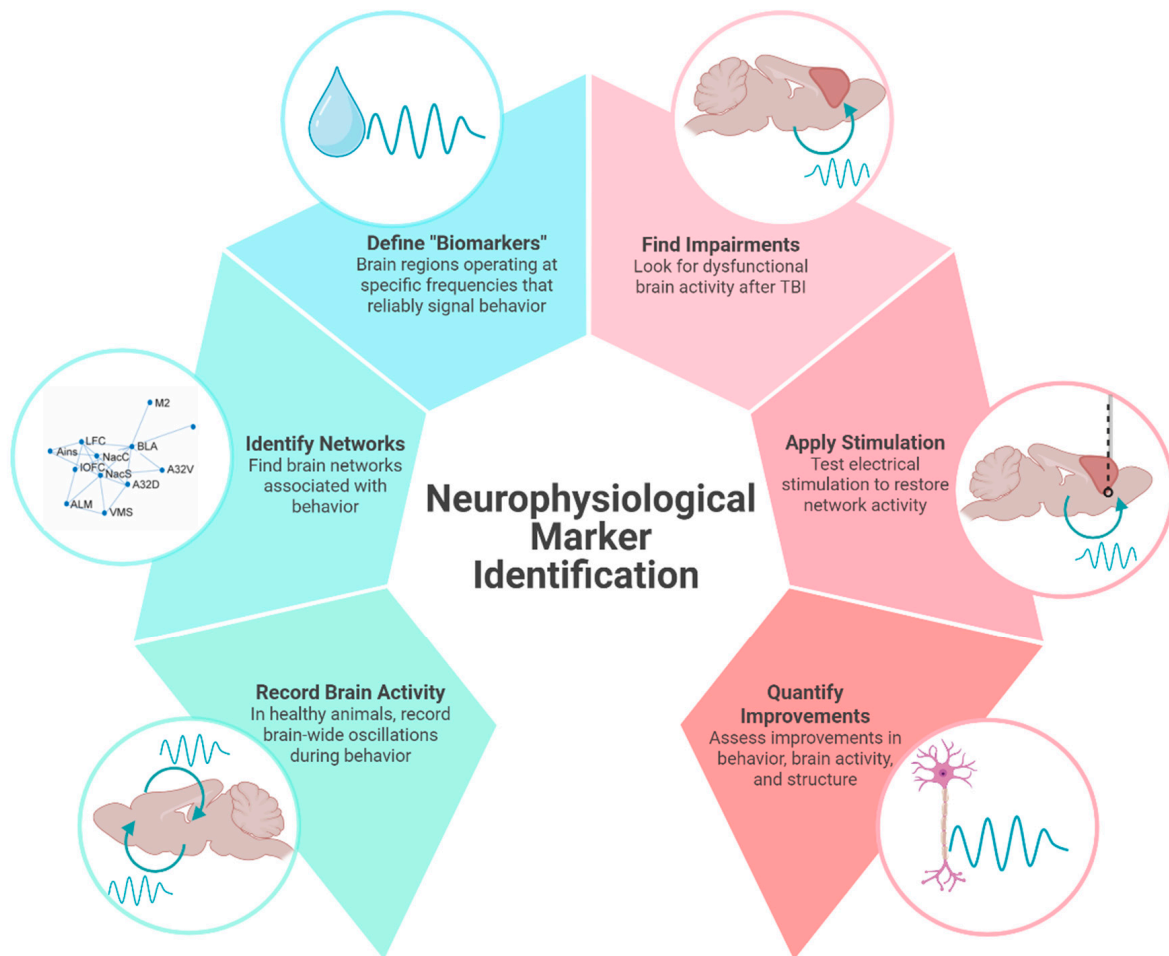 Define "Biomarkers"
Brain regions operating at
specific frequencies that
reliably signal behavior
Find Impairments
Look for dysfunctional
brain activity after TBI
M2
LFC
BLA
Ains
NacC
IOFC
NacS
A32V
A32D
ALM
VMS
Identify Networks
Find brain networks
associated with
behavior
Apply Stimulation
Test electrical
stimulation to restore
network activity
Neurophysiological
Marker
Identification
Record Brain Activity
In healthy animals, record
brain-wide oscillations
during behavior
Quantify
Improvements
Assess improvements in
behavior, brain activity,
and structure